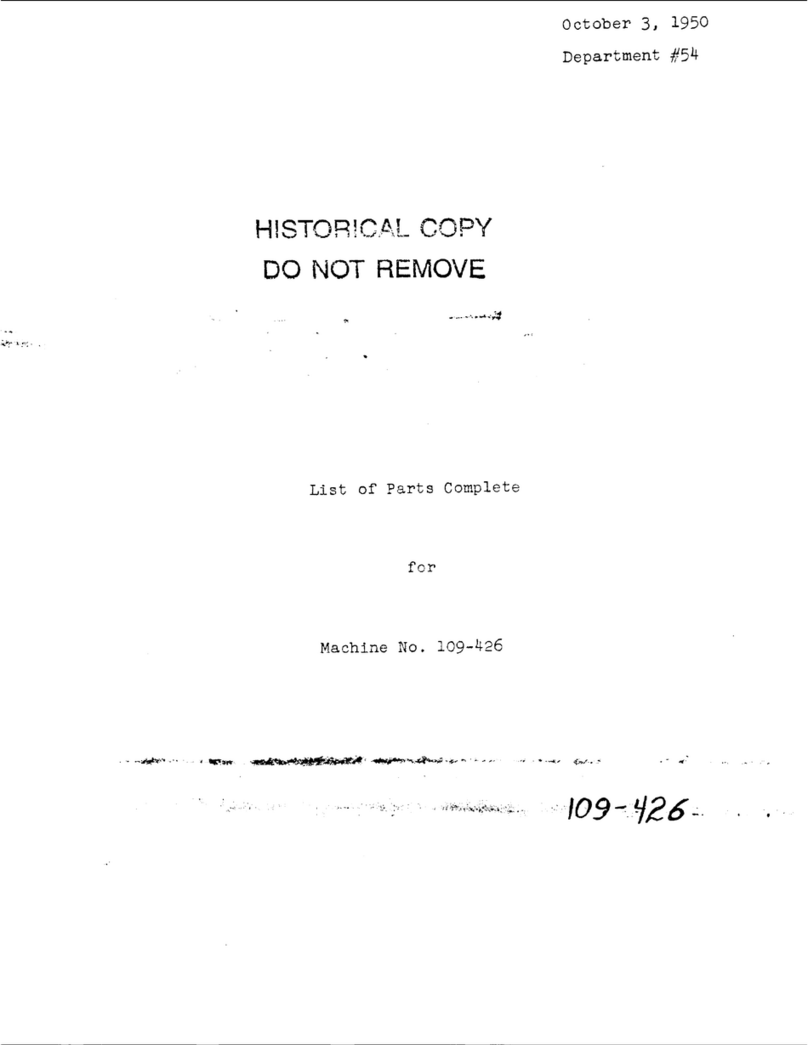 October 3, 1950
Department #54
HISTORICAL COPY
DO NOT REMOVE
List of Parts Complete
for
Machine No. 109-426
109-426